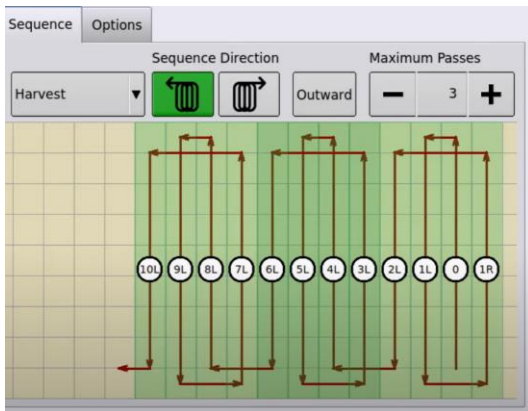 Sequence Options
Sequence Direction Maximum Passes
Harvest Outward 3
10L 9L 8L 7L 6L 5L 4L 3L 2L 1L 0 1R